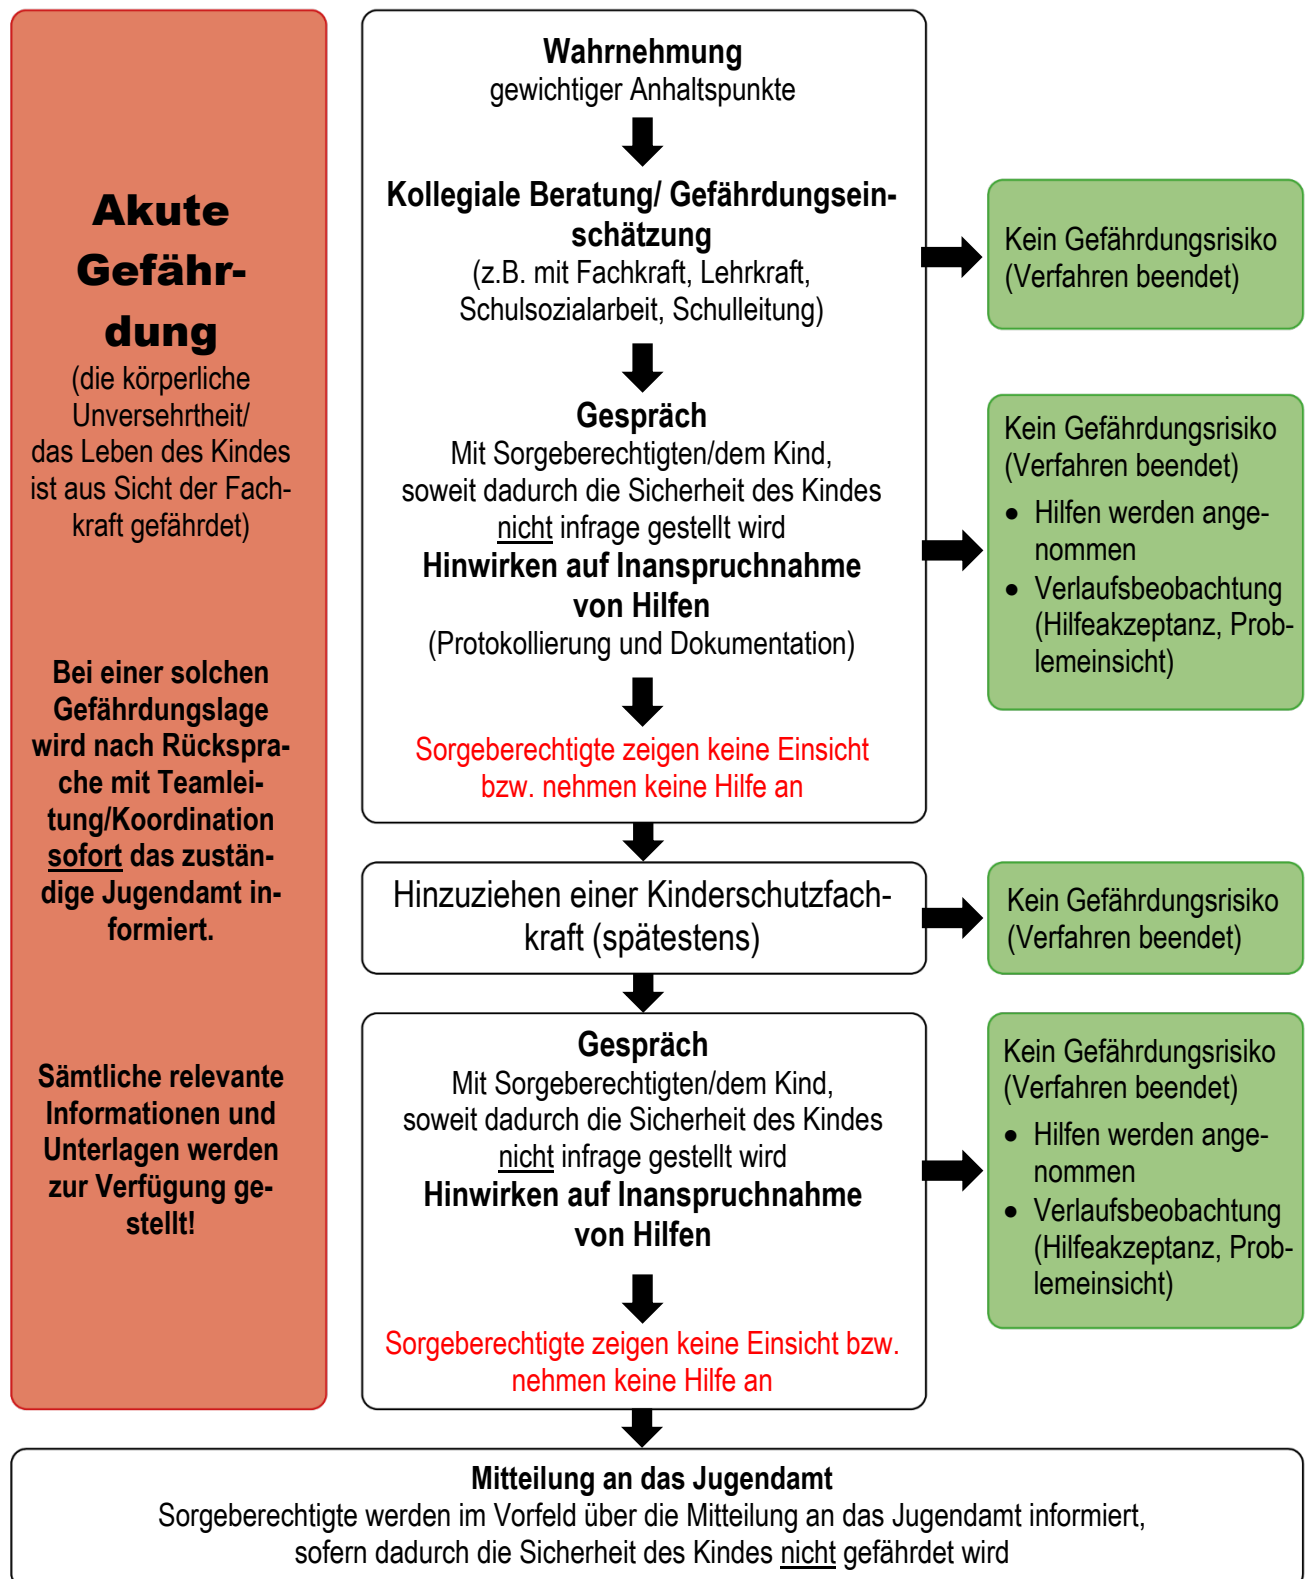 Akute
Gefähr-
dung
(die körperliche
Unversehrtheit/
das Leben des Kindes
ist aus Sicht der Fach-
kraft gefährdet)
Bei einer solchen
Gefährdungslage
wird nach Rückspra-
che mit Teamlei-
tung/Koordination
sofort das zustän-
dige Jugendamt in-
formiert.
Sämtliche relevante
Informationen und
Unterlagen werden
zur Verfügung ge-
stellt!
Wahrnehmung
gewichtiger Anhaltspunkte
Kollegiale Beratung/ Gefährdungsein-
schätzung
(z.B. mit Fachkraft, Lehrkraft,
Schulsozialarbeit, Schulleitung)
Kein Gefährdungsrisiko
(Verfahren beendet)
Gespräch
Mit Sorgeberechtigten/dem Kind,
soweit dadurch die Sicherheit des Kindes
nicht infrage gestellt wird
Hinwirken auf Inanspruchnahme
von Hilfen
(Protokollierung und Dokumentation)
Kein Gefährdungsrisiko
(Verfahren beendet)
• Hilfen werden ange-
nommen
• Verlaufsbeobachtung
(Hilfeakzeptanz, Prob-
lemeinsicht)
Sorgeberechtigte zeigen keine Einsicht
bzw. nehmen keine Hilfe an
Hinzuziehen einer Kinderschutzfach-
kraft (spätestens)
Kein Gefährdungsrisiko
(Verfahren beendet)
Gespräch
Mit Sorgeberechtigten/dem Kind,
soweit dadurch die Sicherheit des Kindes
nicht infrage gestellt wird
Hinwirken auf Inanspruchnahme
von Hilfen
Kein Gefährdungsrisiko
(Verfahren beendet)
• Hilfen werden ange-
nommen
• Verlaufsbeobachtung
(Hilfeakzeptanz, Prob-
lemeinsicht)
Sorgeberechtigte zeigen keine Einsicht bzw.
nehmen keine Hilfe an
Mitteilung an das Jugendamt
Sorgeberechtigte werden im Vorfeld über die Mitteilung an das Jugendamt informiert,
sofern dadurch die Sicherheit des Kindes nicht gefährdet wird